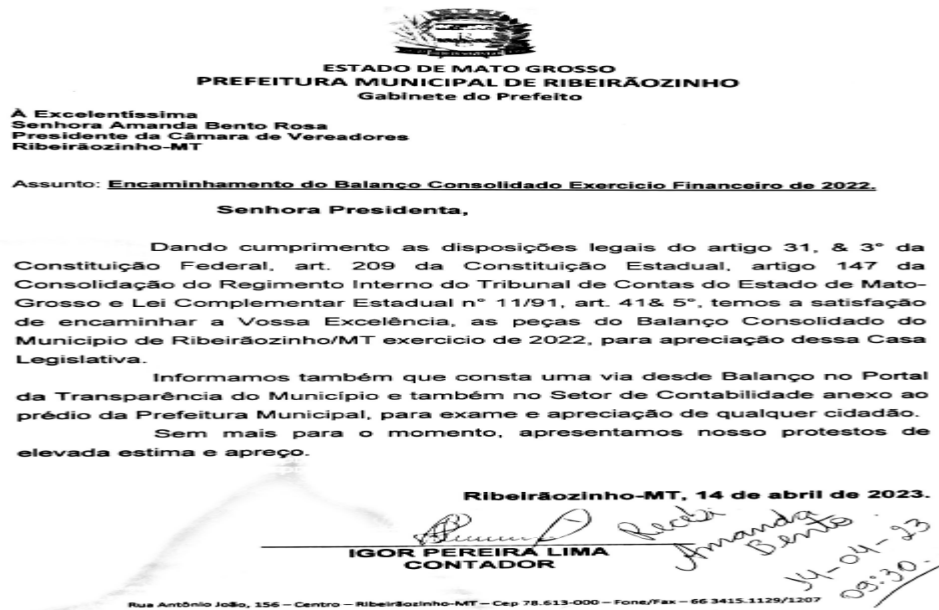 ESTADO DE MATO GROSSO
PREFEITURA MUNICIPAL DE RIBEIRÃOZINHO
Gabinete do Prefeito
À Excelentíssima
Senhora Amanda Bento Rosa
Presidente da Câmara de Vereadores
Ribeirãozinho-MT
Assunto: Encaminhamento do Balanço Consolidado Exercicio Financeiro de 2022.
Senhora Presidenta,
Dando cumprimento as disposições legais do artigo 31, & 3° da
Constituição Federal, art. 209 da Constituição Estadual, artigo 147 da
Consolidação do Regimento Interno do Tribunal de Contas do Estado de Mato-
Grosso e Lei Complementar Estadual n° 11/91, art. 41& 5°, temos a satisfação
de encaminhar a Vossa Excelência, as peças do Balanço Consolidado do
Municipio de Ribeirãozinho/MT exercicio de 2022, para apreciação dessa Casa
Legislativa.
Informamos também que consta uma via desde Balanço no Portal
da Transparência do Município e também no Setor de Contabilidade anexo ao
prédio da Prefeitura Municipal, para exame e apreciação de qualquer cidadão.
Sem mais para o momento, apresentamos nosso protestos de
elevada estima e apreço.
Ribeirãozinho-MT, 14 de abril de 2023.
Recebi
Amanda
Bento
14-04-23
09:30.
IGOR PEREIRA LIMA
CONTADOR
Rua Antônio João, 156 – Centro – Ribeirãozinho-MT – Cep 78.613-000 – Fone/Fax – 66 3415.1129/1207